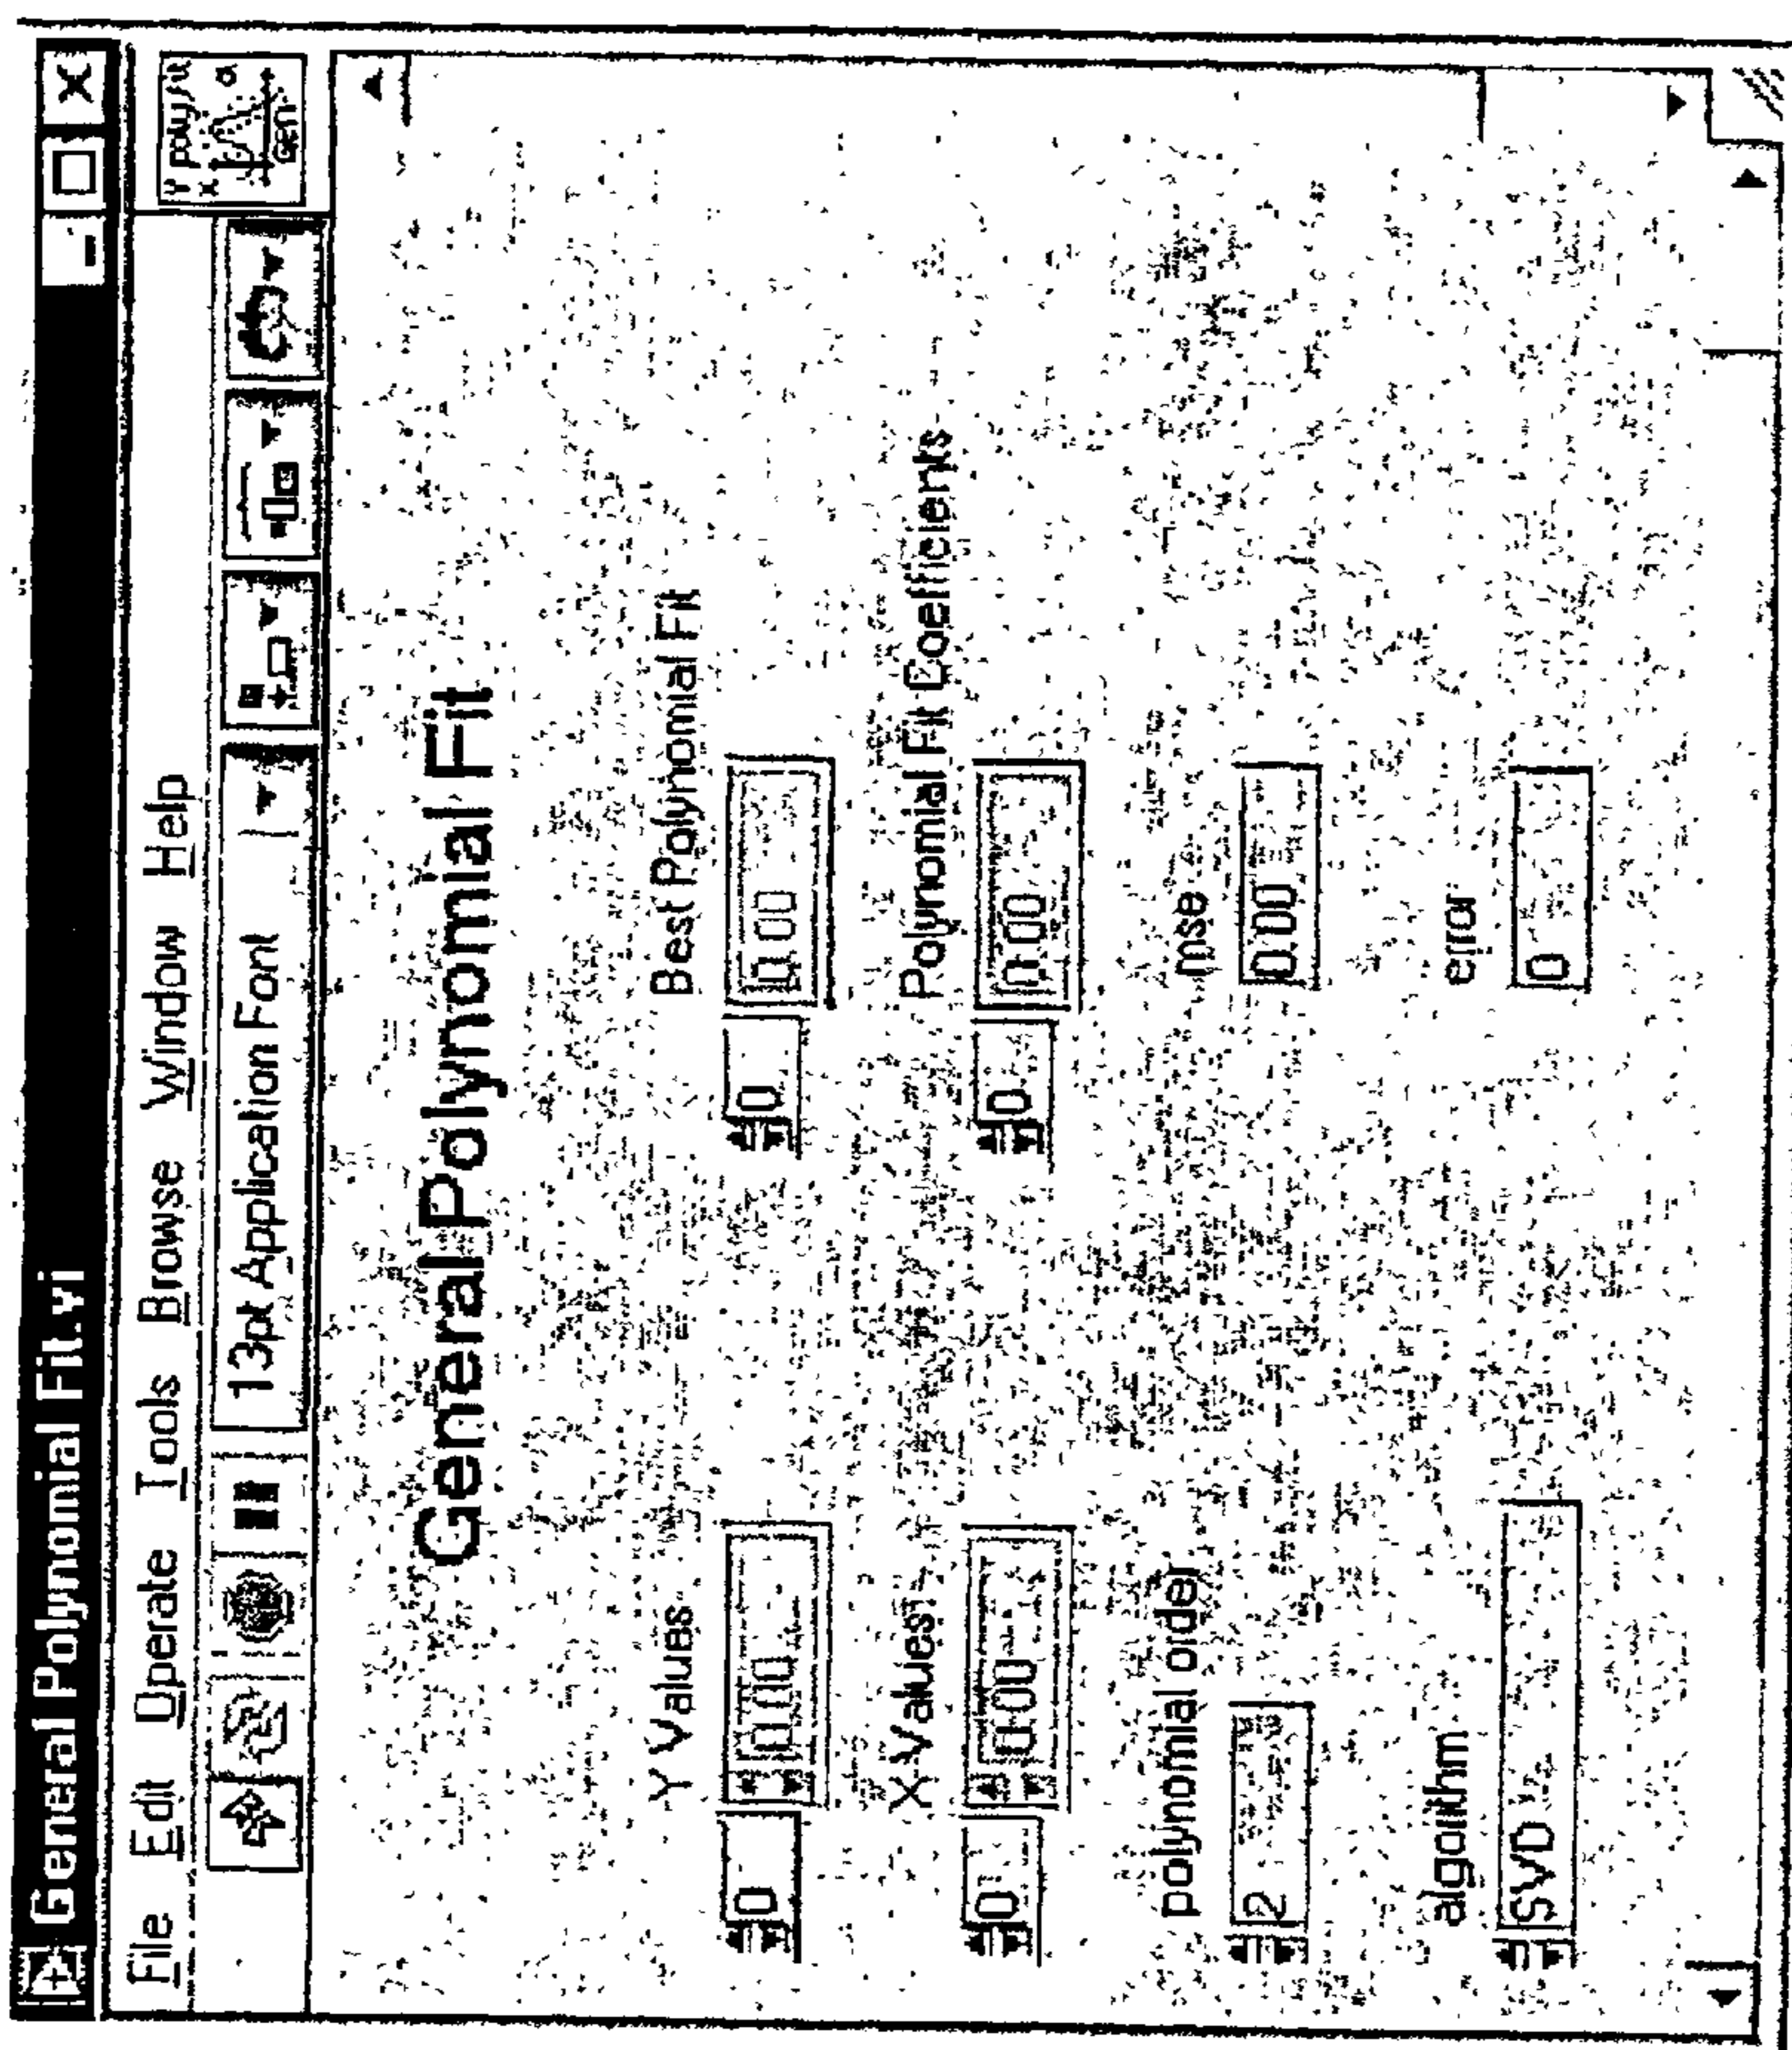 General Polynomial Fit.vi
File Edit Operate Tools Browse Window Help
13pt Application Font
General Polynomial Fit
Y Values
Best Polynomial Fit
0 0.00
0 0.00
X Values
Polynomial Fit Coefficients
0 0.00
0 0.00
polynomial order
mse
2
0.00
algorithm
error
SVD
0